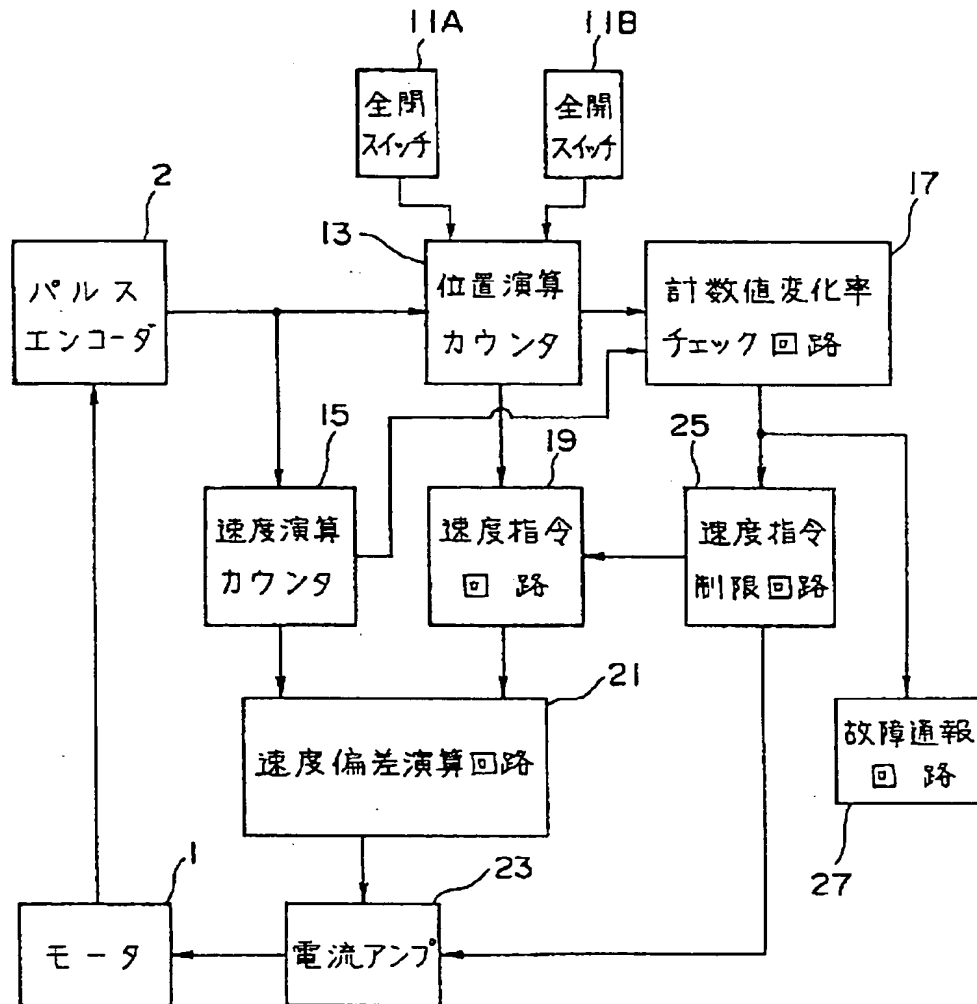 11A
11B
全閉
スイッチ
全開
スイッチ
2
13
17
パルス
エンコーダ
位置演算
カウンタ
計数値変化率
チェック回路
15
19
25
速度演算
カウンタ
速度指令
回路
速度指令
制限回路
21
速度偏差演算回路
故障通報
回路
27
1
23
モータ
電流アンプ